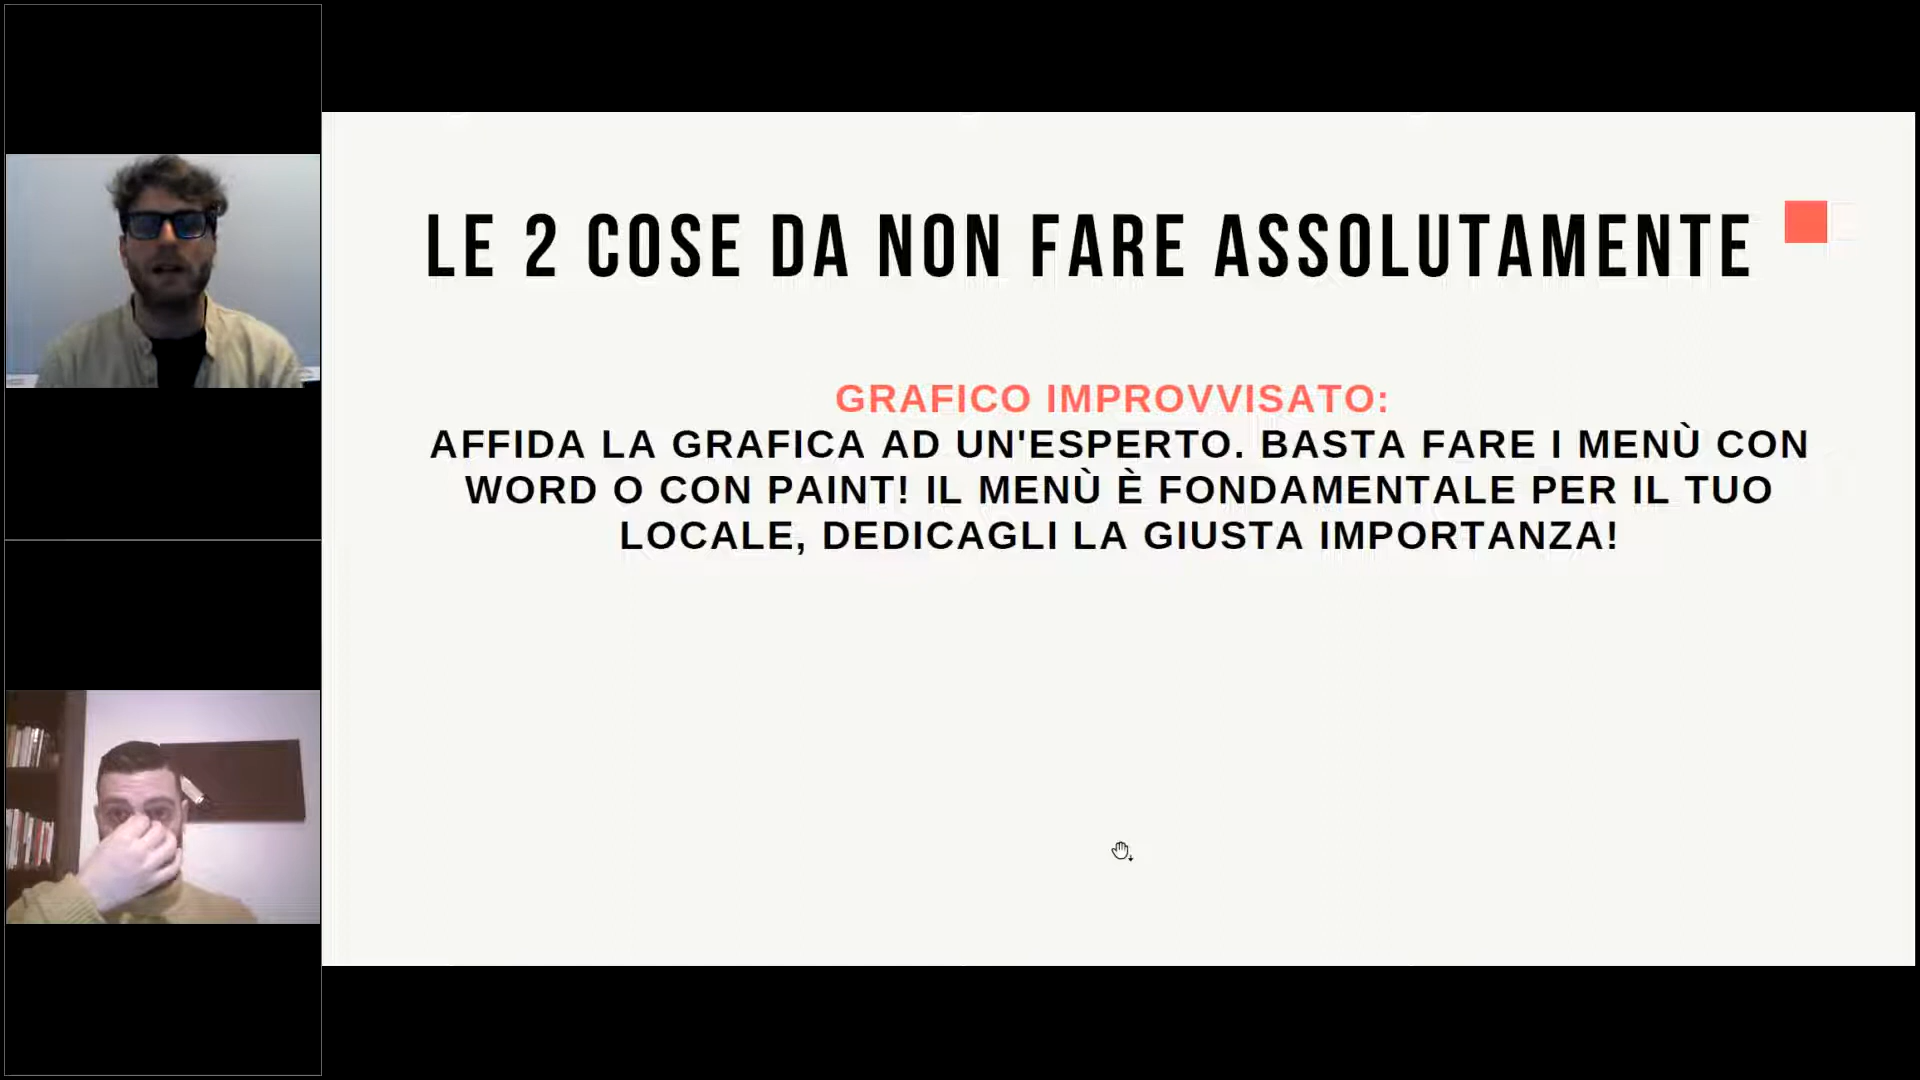 LE 2 COSE DA NON FARE ASSOLUTAMENTE
GRAFICO IMPROVVISATO:
AFFIDA LA GRAFICA AD UN'ESPERTO. BASTA FARE I MENÙ CON
WORD O CON PAINT! IL MENÙ È FONDAMENTALE PER IL TUO
LOCALE, DEDICAGLI LA GIUSTA IMPORTANZA!